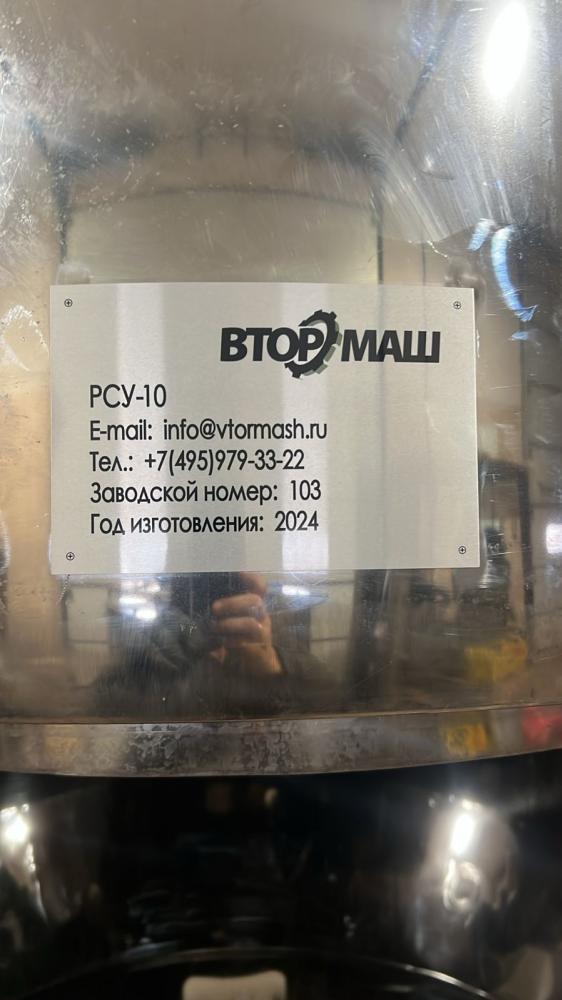 ВТОРМАШ
РСУ-10
E-mail: info@vtormash.ru
Тел.: +7(495)979-33-22
Заводской номер: 103
Год изготовления: 2024